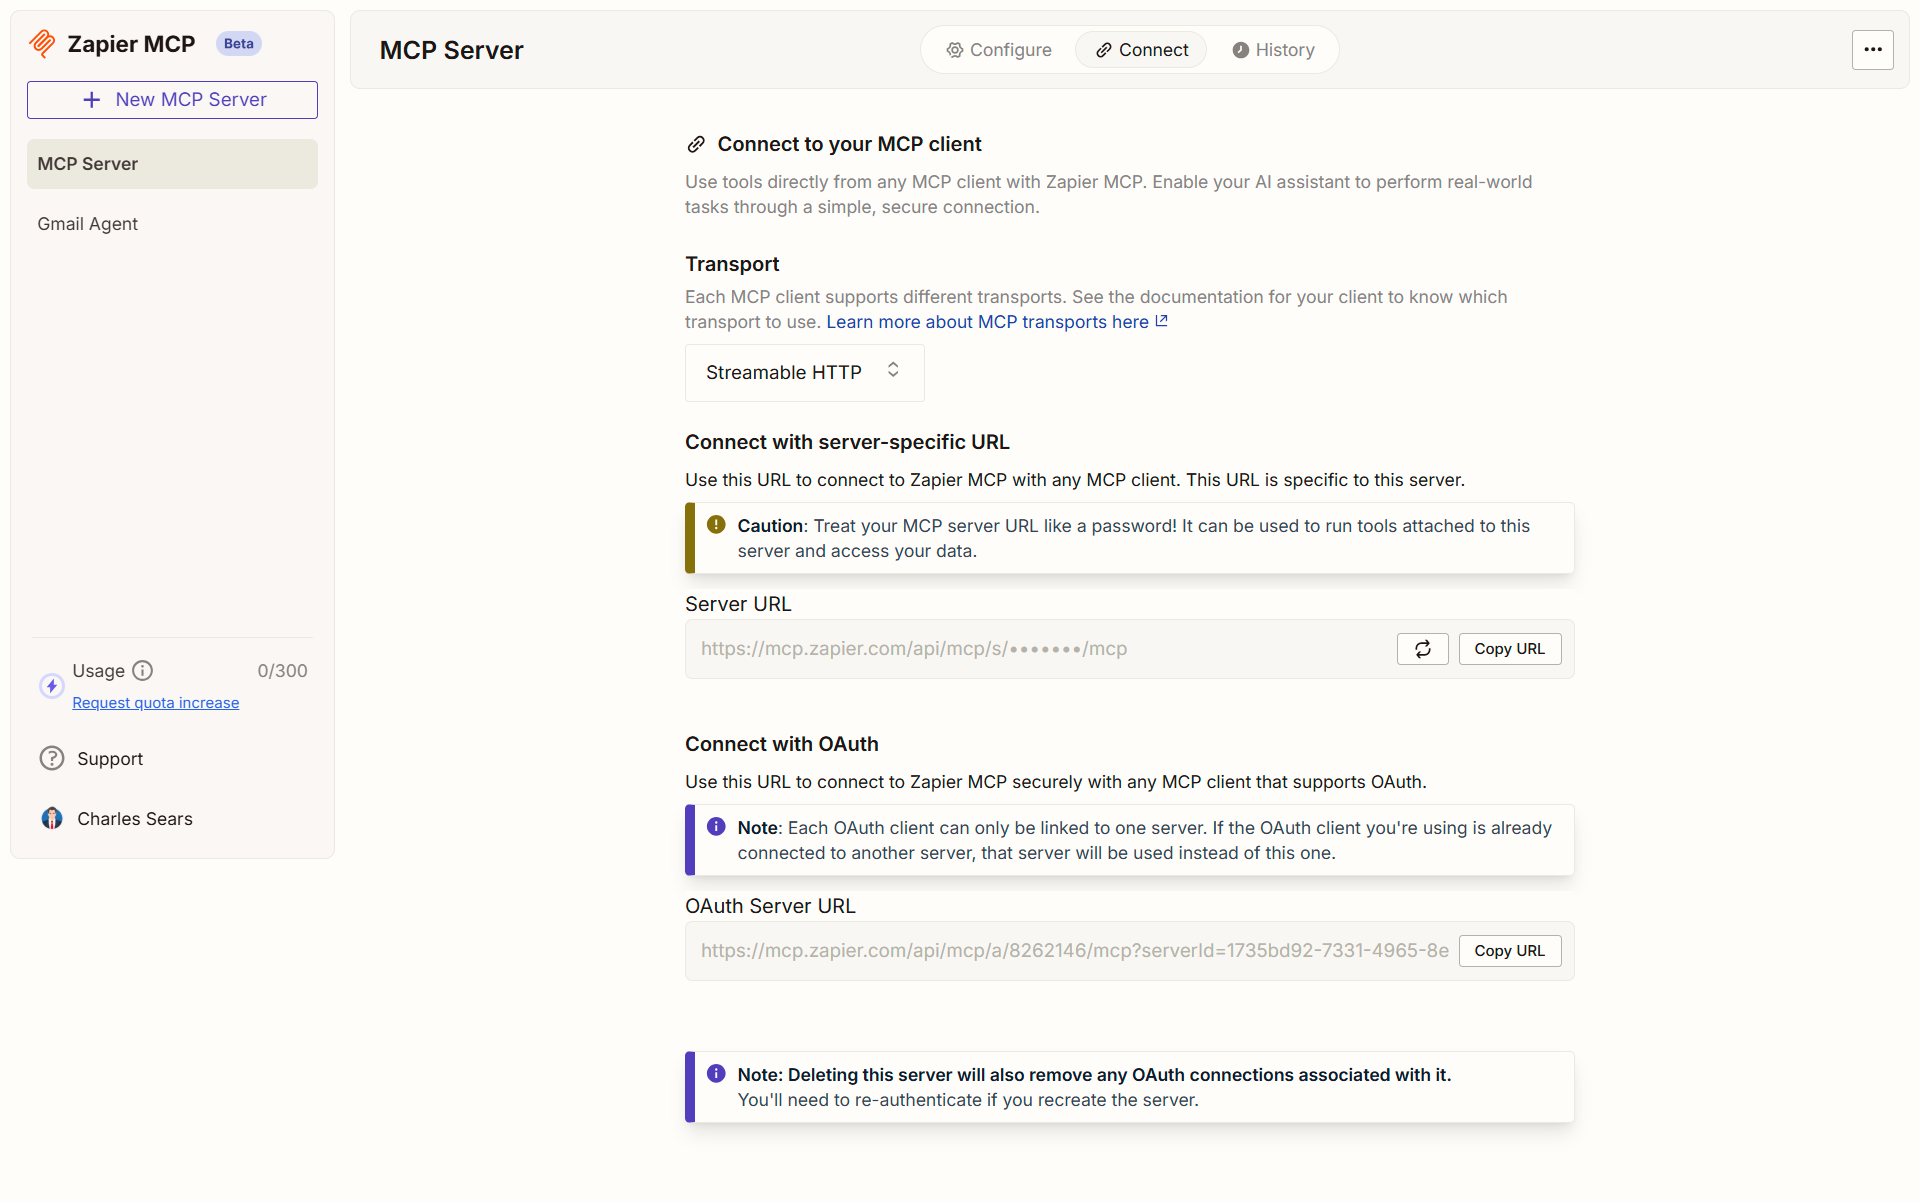 Zapier MCP
Beta
New MCP Server
MCP Server
Gmail Agent
Usage
0/300
Request quota increase
Support
Charles Sears
MCP Server
Configure
Connect
History
Connect to your MCP client
Use tools directly from any MCP client with Zapier MCP. Enable your AI assistant to perform real-world
tasks through a simple, secure connection.
Transport
Each MCP client supports different transports. See the documentation for your client to know which
transport to use. Learn more about MCP transports here
Streamable HTTP
Connect with server-specific URL
Use this URL to connect to Zapier MCP with any MCP client. This URL is specific to this server.
Caution: Treat your MCP server URL like a password! It can be used to run tools attached to this
server and access your data.
Server URL
https://mcp.zapier.com/api/mcp/s/•••••••/mcp
Copy URL
Connect with OAuth
Use this URL to connect to Zapier MCP securely with any MCP client that supports OAuth.
Note: Each OAuth client can only be linked to one server. If the OAuth client you're using is already
connected to another server, that server will be used instead of this one.
OAuth Server URL
https://mcp.zapier.com/api/mcp/a/8262146/mcp?serverId=1735bd92-7331-4965-8e
Copy URL
Note: Deleting this server will also remove any OAuth connections associated with it.
You'll need to re-authenticate if you recreate the server.